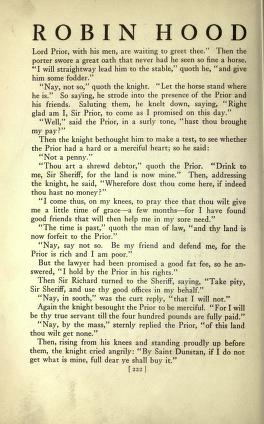 ROBIN HOOD
Lord Prior, with his men, are waiting to greet thee." Then the
porter swore a great oath that never had he seen so fine a horse.
"I will straightway lead him to the stable," quoth he, "and give
him some fodder."
"Nay, not so," quoth the knight. "Let the horse stand where
he is." So saying, he strode into the presence of the Prior and
his friends. Saluting them, he knelt down, saying, "Right
glad am I, Sir Prior, to come as I promised on this day."
"Well," said the Prior, in a surly tone, "hast thou brought
my pay?"
Then the knight bethought him to make a test, to see whether
the Prior had a hard or a merciful heart; so he said:
"Not a penny."
"Thou art a shrewd debtor," quoth the Prior. "Drink to
me, Sir Sheriff, for the land is now mine." Then, addressing
the knight, he said, "Wherefore dost thou come here, if indeed
thou hast no money?"
"I come thus, on my knees, to pray thee that thou wilt give
me a little time of grace—a few months—for I have found
good friends that will then help me in my sore need."
"The time is past," quoth the man of law, "and thy land is
now forfeit to the Prior."
"Nay, say not so. Be my friend and defend me, for the
Prior is rich and I am poor."
But the lawyer had been promised a good fat fee, so he an-
swered, "I hold by the Prior in his rights."
Then Sir Richard turned to the Sheriff, saying, "Take pity,
Sir Sheriff, and use thy good offices in my behalf."
"Nay, in sooth," was the curt reply, "that I will not."
Again the knight besought the Prior to be merciful. "For I will
be thy true servant till the four hundred pounds are fully paid."
"Nay, by the mass," sternly replied the Prior, "of this land
thou wilt get none."
Then, rising from his knees and standing proudly up before
them, the knight cried angrily: "By Saint Dunstan, if I do not
get what is mine, full dear ye shall buy it."
[ 222 ]